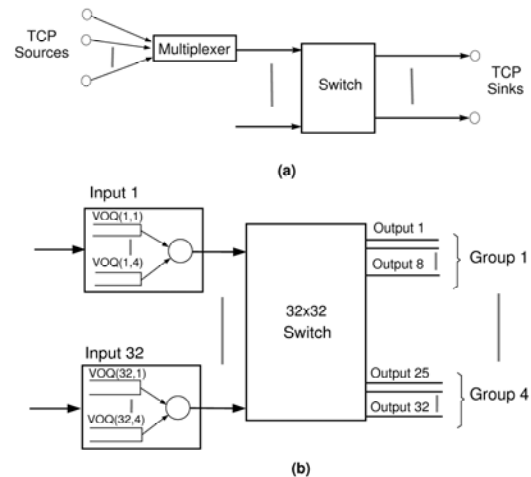 TCP
Sources
Multiplexer
Switch
TCP
Sinks
(a)
Input 1
VOQ(1,1)
VOQ(1,4)
Input 32
VOQ(32,1)
VOQ(32,4)
32x32
Switch
Output 1
Output 8
Group 1
Output 25
Output 32
Group 4
(b)